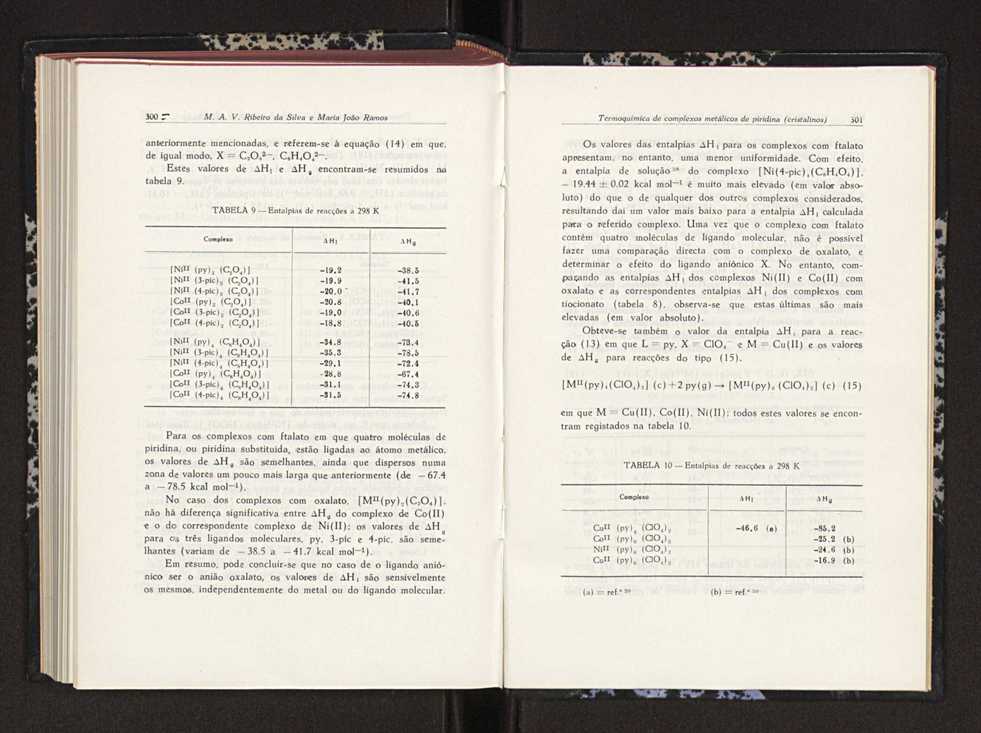 300 M. A. V. Ribeiro da Silva e Maria João Ramos
anteriormente mencionadas, e referem-se à equação (14) em que,
de igual modo, X = C₂O₄²⁻, C₈H₄O₄²⁻.
Estes valores de ΔH₁ e ΔHg encontram-se resumidos na
tabela 9.
TABELA 9 — Entalpias de reacções a 298 K
Complexo ΔH₁ ΔHg
[Niᴵᴵ (py)₂ (C₂O₄)] -19.2 -38.5
[Niᴵᴵ (3-pic)₂ (C₂O₄)] -19.9 -41.5
[Niᴵᴵ (4-pic)₂ (C₂O₄)] -20.0 -41.7
[Coᴵᴵ (py)₂ (C₂O₄)] -20.8 -40.1
[Coᴵᴵ (3-pic)₂ (C₂O₄)] -19.0 -40.6
[Coᴵᴵ (4-pic)₂ (C₂O₄)] -18.8 -40.5
[Niᴵᴵ (py)₄ (C₈H₄O₄)] -34.8 -73.4
[Niᴵᴵ (3-pic)₄ (C₈H₄O₄)] -35.3 -78.5
[Niᴵᴵ (4-pic)₄ (C₈H₄O₄)] -29.1 -72.4
[Coᴵᴵ (py)₄ (C₈H₄O₄)] -28.8 -67.4
[Coᴵᴵ (3-pic)₄ (C₈H₄O₄)] -31.1 -74.3
[Coᴵᴵ (4-pic)₄ (C₈H₄O₄)] -31.5 -74.8
Para os complexos com ftalato em que quatro moléculas de
piridina, ou piridina substituída, estão ligadas ao átomo metálico,
os valores de ΔHg são semelhantes, ainda que dispersos numa
zona de valores um pouco mais larga que anteriormente (de — 67.4
a — 78.5 kcal mol⁻¹).
No caso dos complexos com oxalato, [Mᴵᴵ(py)₂(C₂O₄)],
não há diferença significativa entre ΔHg do complexo de Co(II)
e o do correspondente complexo de Ni(II); os valores de ΔHg
para os três ligandos moleculares, py, 3-pic e 4-pic, são seme-
lhantes (variam de — 38.5 a — 41.7 kcal mol⁻¹).
Em resumo, pode concluir-se que no caso de o ligando anió-
nico ser o anião oxalato, os valores de ΔH₁ são sensivelmente
os mesmos, independentemente do metal ou do ligando molecular.
Termoquímica de complexos metálicos de piridina (cristalinos) 301
Os valores das entalpias ΔH₁ para os complexos com ftalato
apresentam, no entanto, uma menor uniformidade. Com efeito,
a entalpia de solução do complexo [Ni(4-pic)₄(C₈H₄O₄)],
— 19.44 ± 0.02 kcal mol⁻¹ é muito mais elevado (em valor abso-
luto) do que o de qualquer dos outros complexos considerados,
resultando daí um valor mais baixo para a entalpia ΔH₁ calculada
para o referido complexo. Uma vez que o complexo com ftalato
contém quatro moléculas de ligando molecular, não é possível
fazer uma comparação directa com o complexo de oxalato, e
determinar o efeito do ligando aniónico X. No entanto, com-
parando as entalpias ΔH₁ dos complexos Ni(II) e Co(II) com
oxalato e as correspondentes entalpias ΔH₁ dos complexos com
tiocionato (tabela 8), observa-se que estas últimas são mais
elevadas (em valor absoluto).
Obteve-se também o valor da entalpia ΔH₁ para a reac-
ção (13) em que L = py, X = ClO₄⁻ e M = Cu(II) e os valores
de ΔHg para reacções do tipo (15).
[Mᴵᴵ(py)₄(ClO₄)₂] (c) + 2 py(g) → [Mᴵᴵ(py)₆ (ClO₄)₂] (c) (15)
em que M = Cu(II), Co(II), Ni(II); todos estes valores se encon-
tram registados na tabela 10.
TABELA 10 — Entalpias de reacções a 298 K
Complexo ΔH₁ ΔHg
Cuᴵᴵ (py)₄ (ClO₄)₂ -46.6 (a) -85.2
Coᴵᴵ (py)₆ (ClO₄)₂ -25.2 (b)
Niᴵᴵ (py)₆ (ClO₄)₂ -24.6 (b)
Cuᴵᴵ (py)₆ (ClO₄)₂ -16.9 (b)
(a) = ref.ª (b) = ref.ª